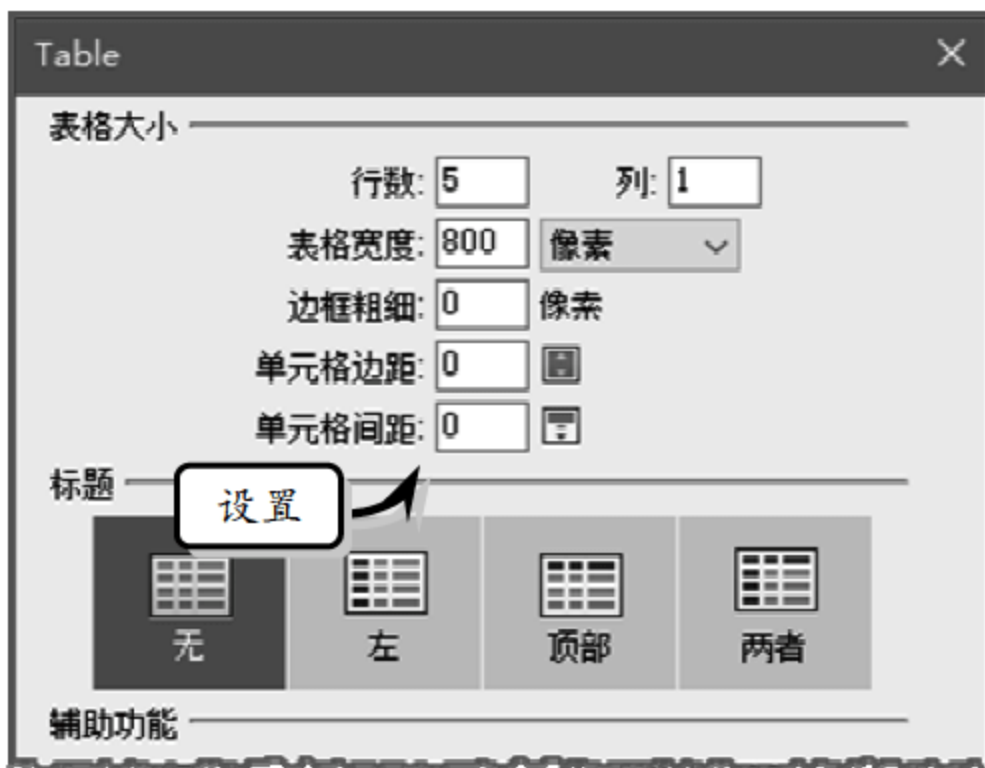 Table
表格大小
行数: 5 列: 1
表格宽度: 800 像素
边框粗细: 0 像素
单元格边距: 0
单元格间距: 0
标题
设置
无 左 顶部 两者
辅助功能